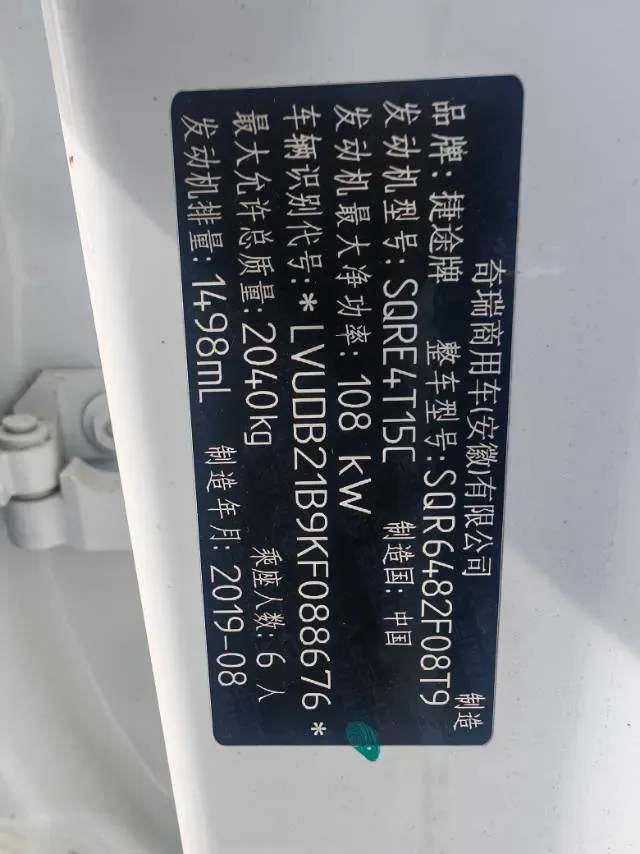 奇瑞商用车(安徽)有限公司 制造
品牌:捷途牌 整车型号:SQR6482F08T9
发动机型号:SQRE4T15C 制造国:中国
发动机最大净功率:108 kW
车辆识别代号:*LVUDB21B9KF088676*
最大允许总质量:2040kg 乘座人数:6人
发动机排量:1498mL 制造年月:2019-08